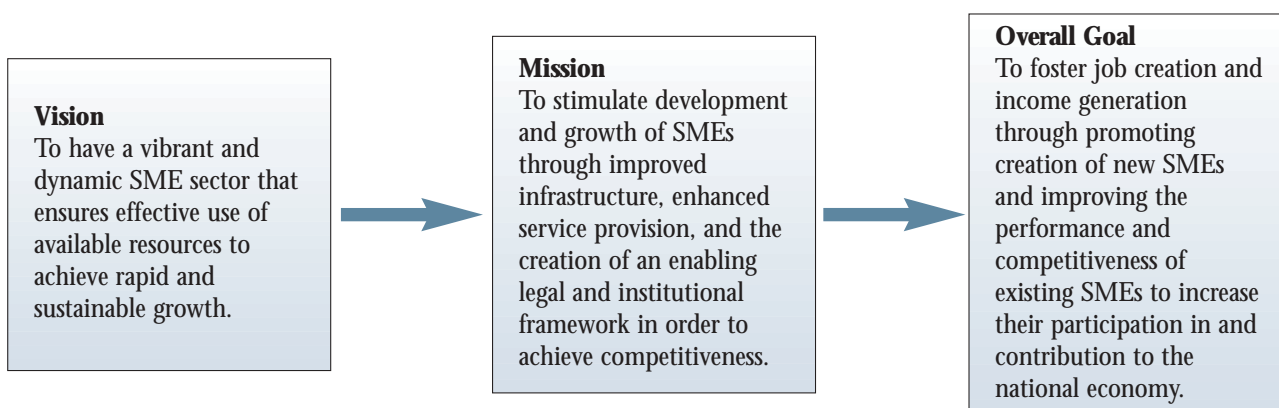 Vision
To have a vibrant and
dynamic SME sector that
ensures effective use of
available resources to
achieve rapid and
sustainable growth.
Mission
To stimulate development
and growth of SMEs
through improved
infrastructure, enhanced
service provision, and the
creation of an enabling
legal and institutional
framework in order to
achieve competitiveness.
Overall Goal
To foster job creation and
income generation
through promoting
creation of new SMEs
and improving the
performance and
competitiveness of
existing SMEs to increase
their participation in and
contribution to the
national economy.